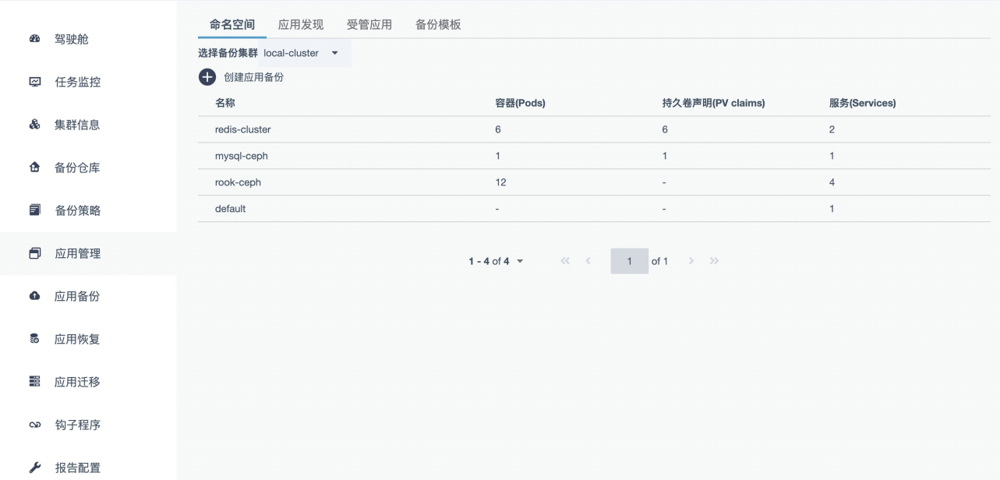 驾驶舱
任务监控
集群信息
备份仓库
备份策略
应用管理
应用备份
应用恢复
应用迁移
钩子程序
报告配置
命名空间 应用发现 受管应用 备份模板
选择备份集群 local-cluster
创建应用备份
名称 容器(Pods) 持久卷声明(PV claims) 服务(Services)
redis-cluster 6 6 2
mysql-ceph 1 1 1
rook-ceph 12 - 4
default - - 1
1 - 4 of 4 1 of 1